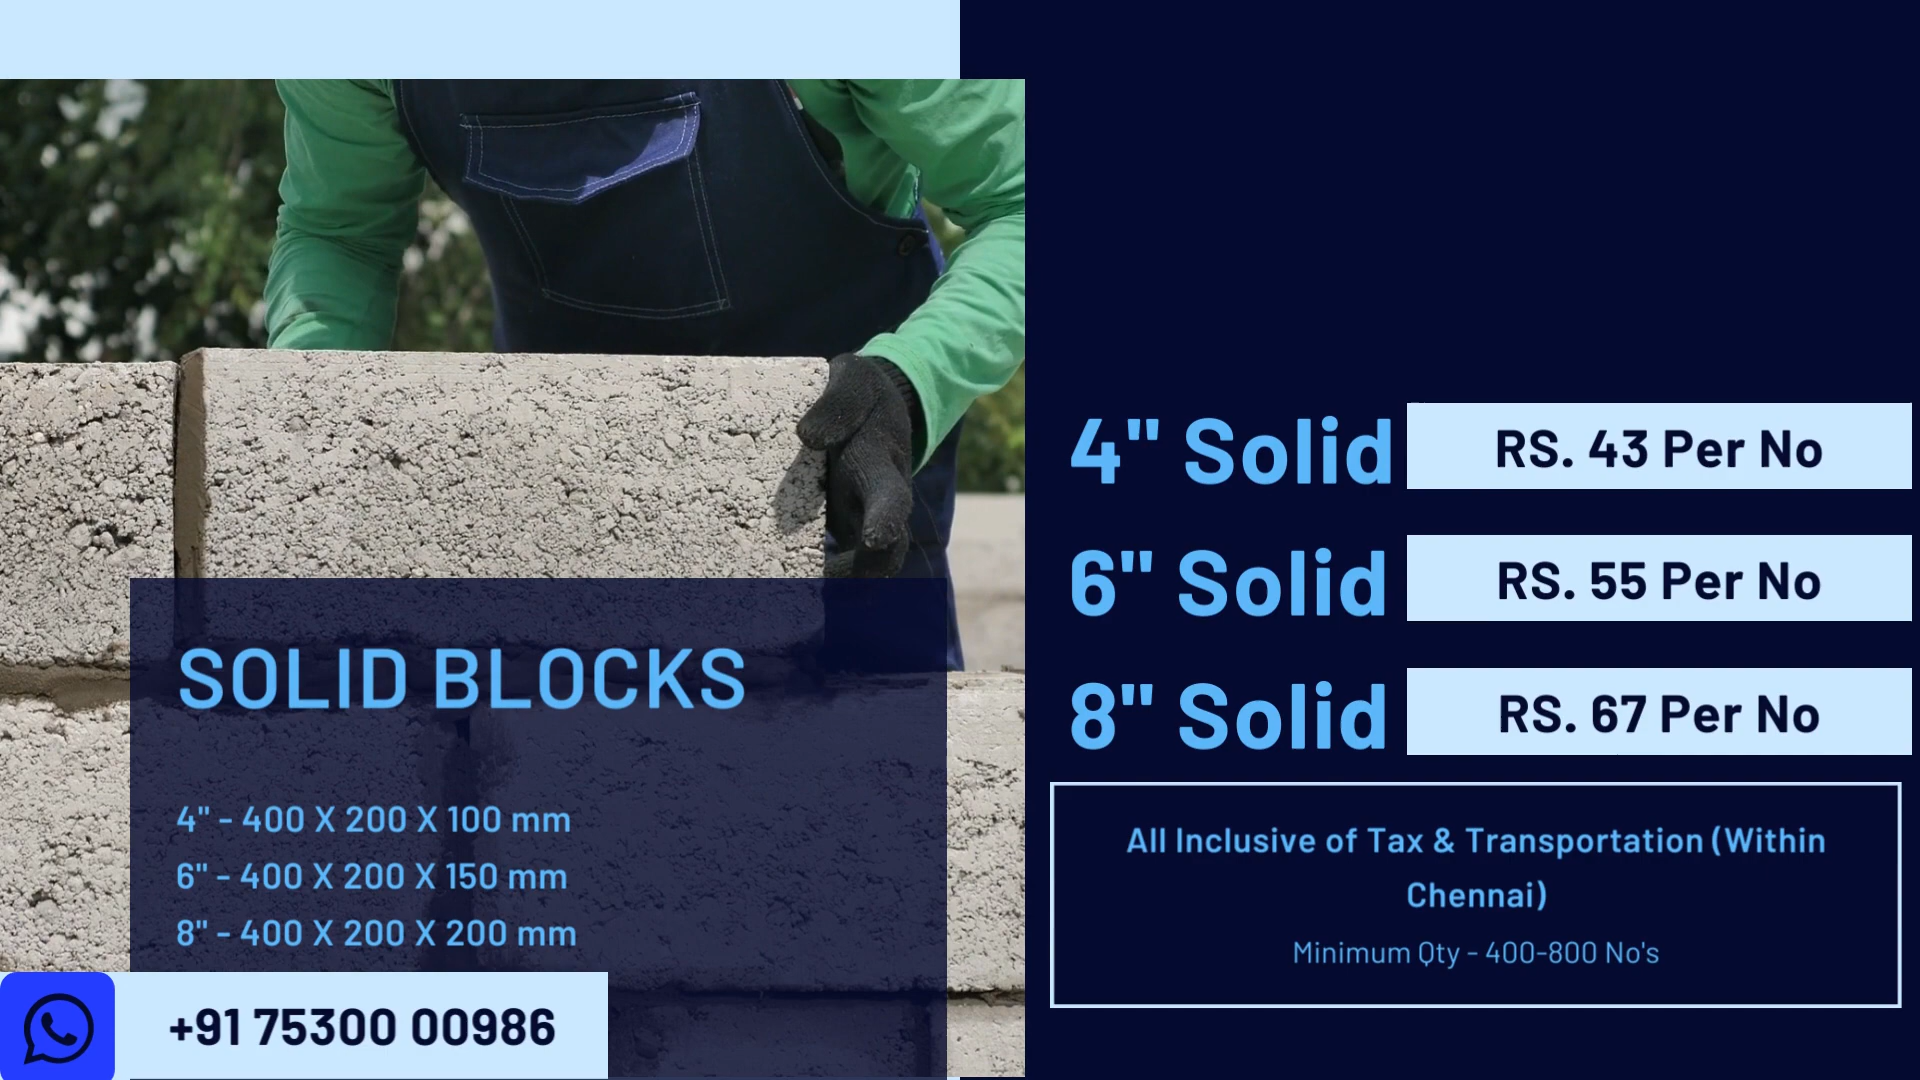 SOLID BLOCKS
4" - 400 X 200 X 100 mm
6" - 400 X 200 X 150 mm
8" - 400 X 200 X 200 mm
+91 75300 00986
4" Solid RS. 43 Per No
6" Solid RS. 55 Per No
8" Solid RS. 67 Per No
All Inclusive of Tax & Transportation (Within
Chennai)
Minimum Qty - 400-800 No's